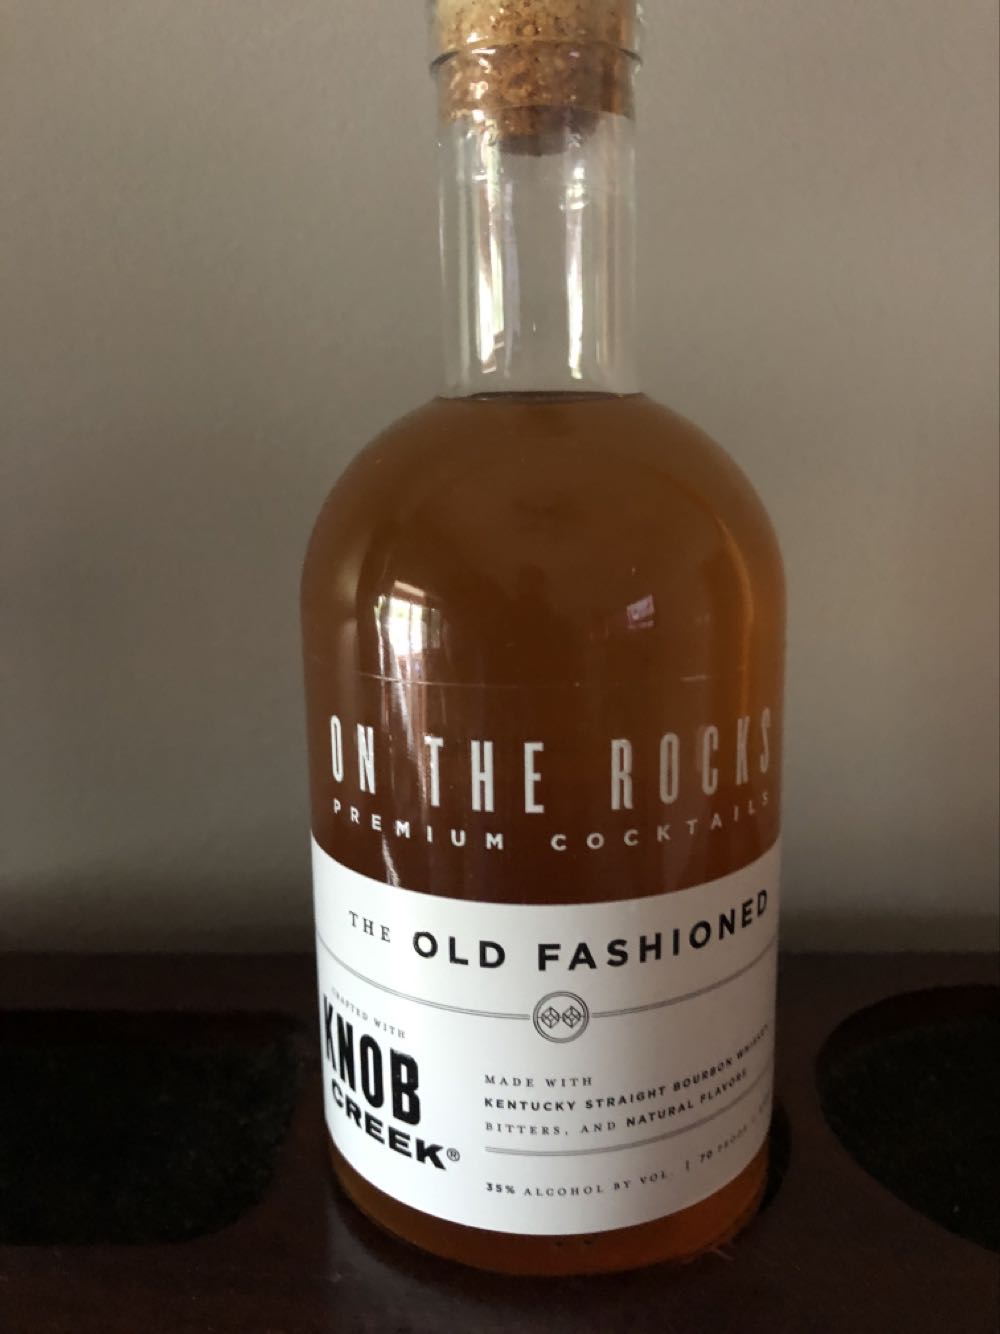 ON THE ROCKS
PREMIUM COCKTAILS
THE OLD FASHIONED
CRAFTED WITH
KNOB
CREEK®
MADE WITH
KENTUCKY STRAIGHT BOURBON WHISKEY,
BITTERS, AND NATURAL FLAVORS
35% ALCOHOL BY VOL. | 70 PROOF |